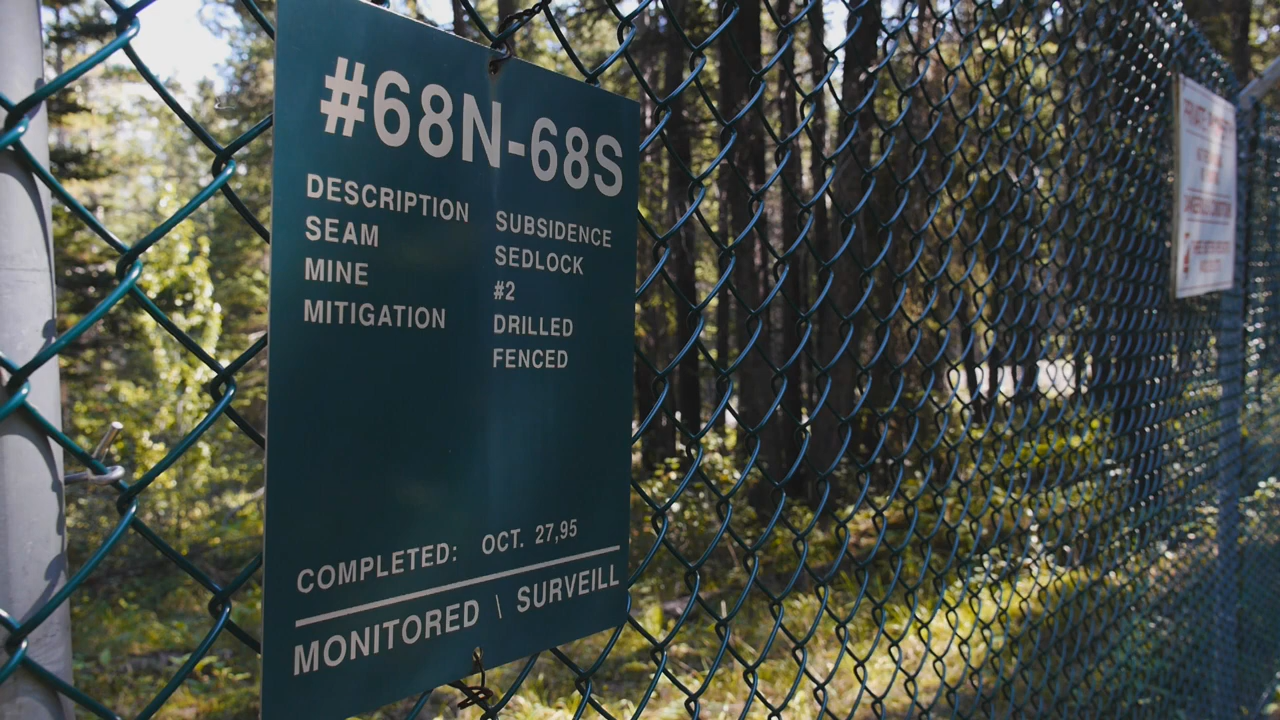 #68N-68S
DESCRIPTION SUBSIDENCE
SEAM SEDLOCK
MINE #2
MITIGATION DRILLED
FENCED
COMPLETED: OCT. 27,95
MONITORED \ SURVEILL